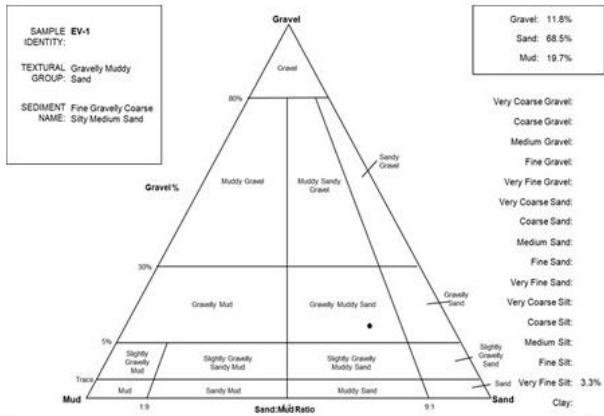 SAMPLE EV-1
IDENTITY:
TEXTURAL Gravelly Muddy
GROUP: Sand
SEDIMENT Fine Gravelly Coarse
NAME: Silty Medium Sand
Gravel
Gravel
80%
Gravel %
Muddy Gravel
Muddy Sandy
Gravel
Sandy
Gravel
30%
Gravelly Mud
Gravelly Muddy Sand
Gravelly
Sand
5%
Slightly
Gravelly
Mud
Slightly Gravelly
Sandy Mud
Slightly Gravelly
Muddy Sand
Slightly
Gravelly
Sand
Trace
Mud
Sandy Mud
Muddy Sand
Sand
Mud
Sand
1:9
Sand:Mud Ratio
9:1
Gravel: 11.8%
Sand: 68.5%
Mud: 19.7%
Very Coarse Gravel:
Coarse Gravel:
Medium Gravel:
Fine Gravel:
Very Fine Gravel:
Very Coarse Sand:
Coarse Sand:
Medium Sand:
Fine Sand:
Very Fine Sand:
Very Coarse Silt:
Coarse Silt:
Medium Silt:
Fine Silt:
Very Fine Silt: 3.3%
Clay: